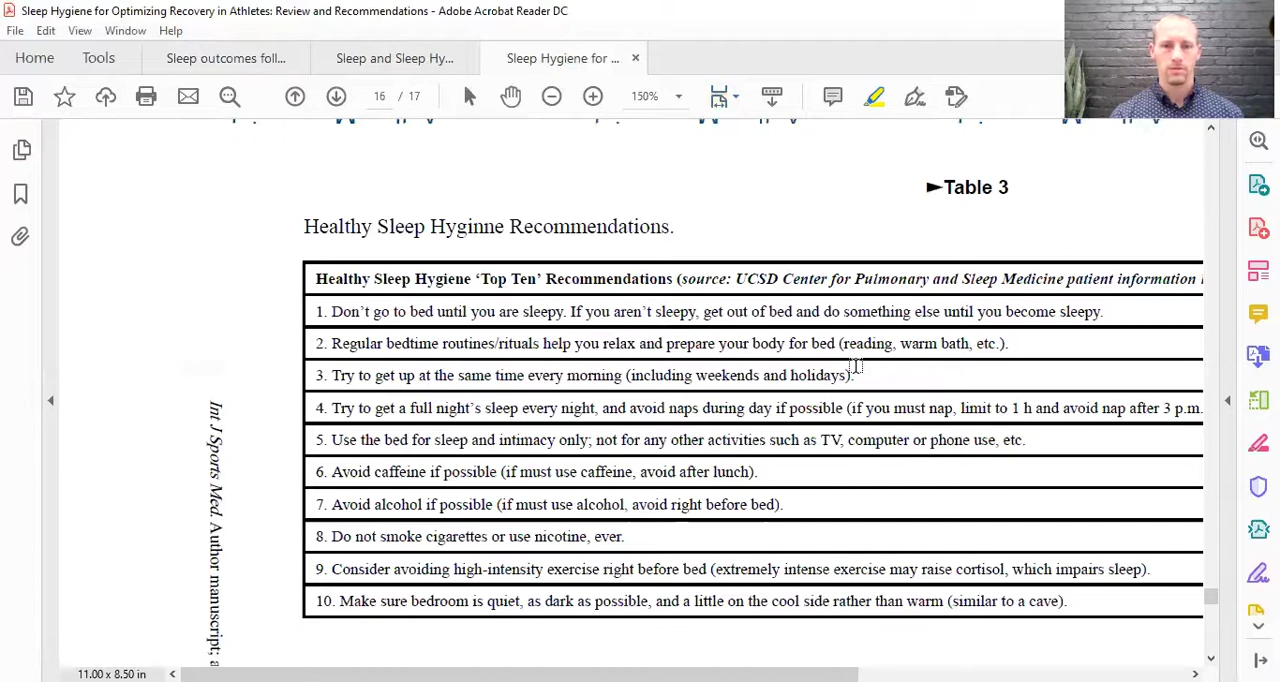 Sleep Hygiene for Optimizing Recovery in Athletes: Review and Recommendations - Adobe Acrobat Reader DC
File Edit View Window Help
Home Tools Sleep outcomes foll... Sleep and Sleep Hy... Sleep Hygiene for ...
16 / 17 150%
►Table 3
Healthy Sleep Hyginne Recommendations.
Healthy Sleep Hygiene ‘Top Ten’ Recommendations (source: UCSD Center for Pulmonary and Sleep Medicine patient information
1. Don’t go to bed until you are sleepy. If you aren’t sleepy, get out of bed and do something else until you become sleepy.
2. Regular bedtime routines/rituals help you relax and prepare your body for bed (reading, warm bath, etc.).
3. Try to get up at the same time every morning (including weekends and holidays).
4. Try to get a full night’s sleep every night, and avoid naps during day if possible (if you must nap, limit to 1 h and avoid nap after 3 p.m.
5. Use the bed for sleep and intimacy only; not for any other activities such as TV, computer or phone use, etc.
6. Avoid caffeine if possible (if must use caffeine, avoid after lunch).
7. Avoid alcohol if possible (if must use alcohol, avoid right before bed).
8. Do not smoke cigarettes or use nicotine, ever.
9. Consider avoiding high-intensity exercise right before bed (extremely intense exercise may raise cortisol, which impairs sleep).
10. Make sure bedroom is quiet, as dark as possible, and a little on the cool side rather than warm (similar to a cave).
Int J Sports Med. Author manuscript;
11.00 x 8.50 in